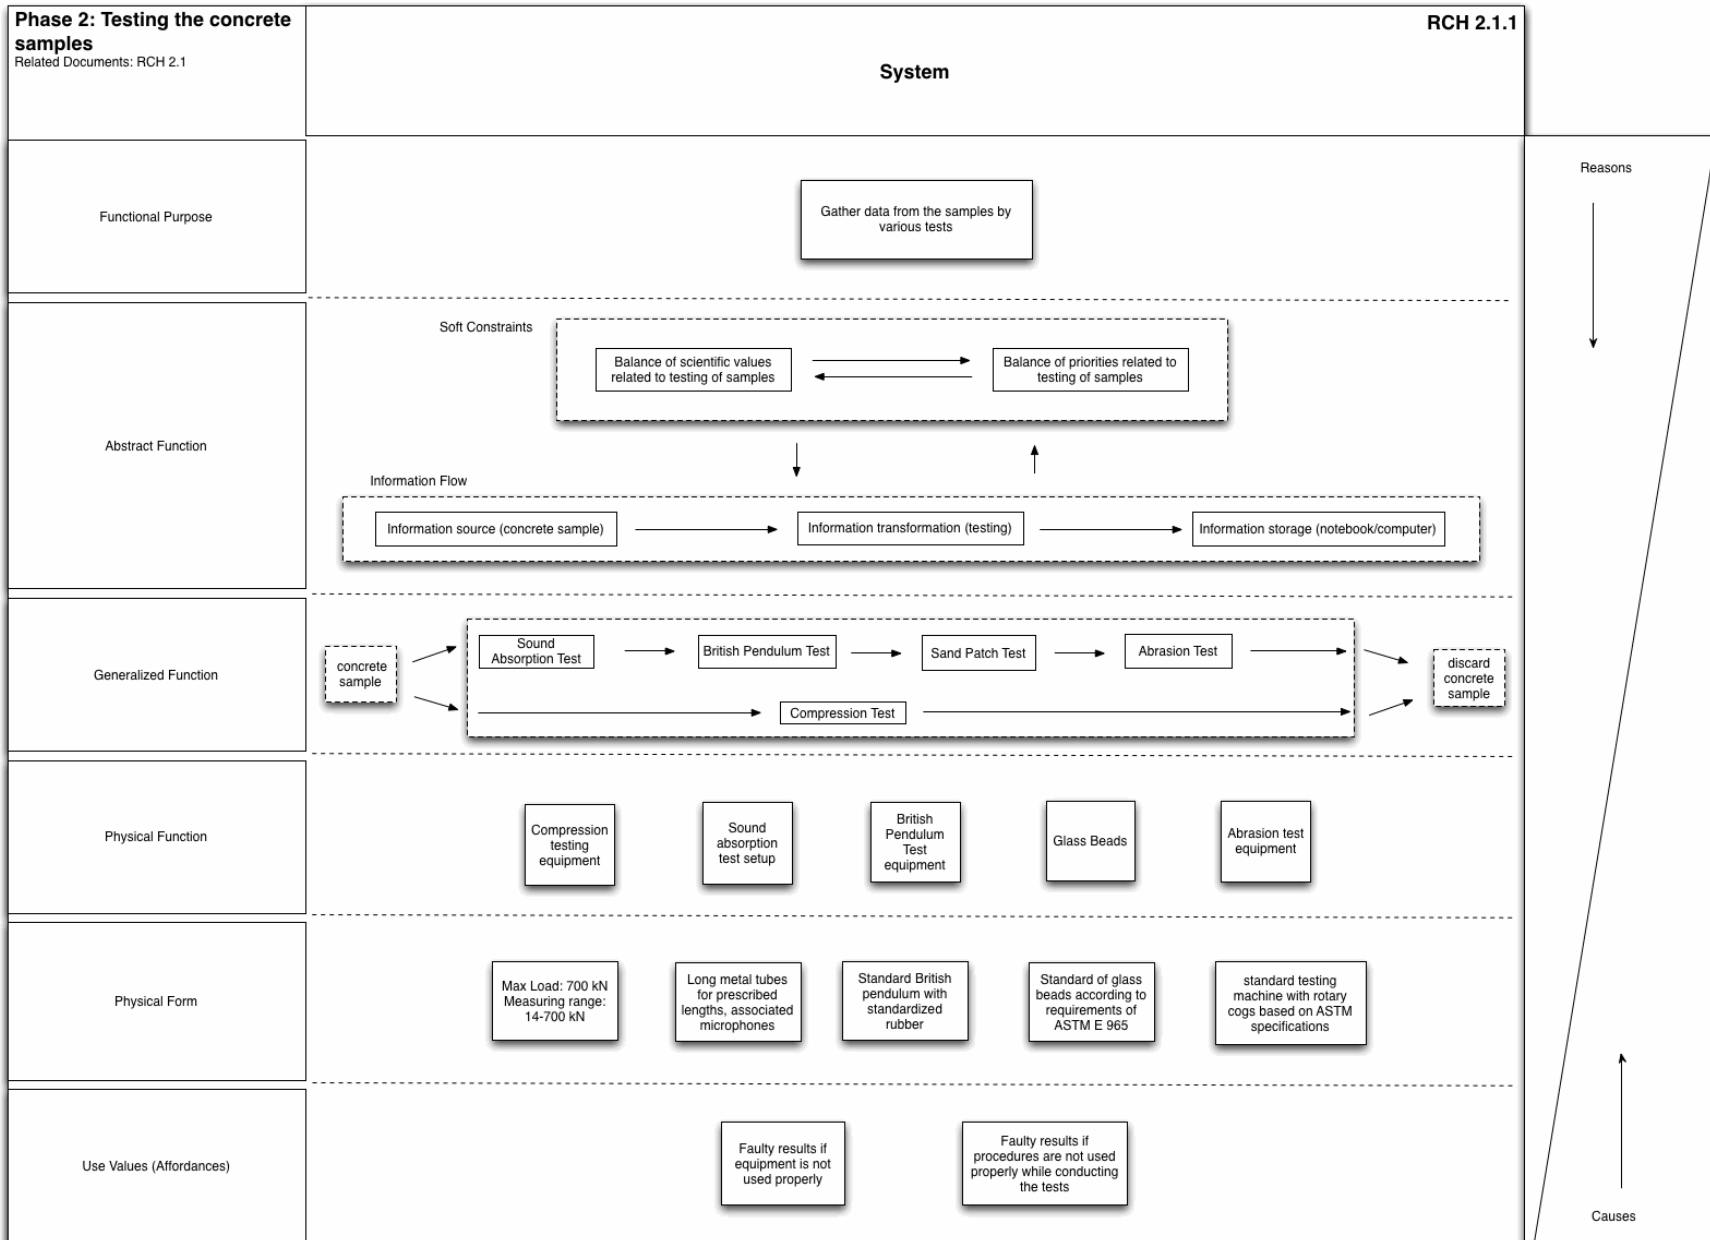 Phase 2: Testing the concrete
samples
Related Documents: RCH 2.1
RCH 2.1.1
System
Reasons
Functional Purpose
Gather data from the samples by
various tests
Abstract Function
Soft Constraints
Balance of scientific values
related to testing of samples
Balance of priorities related to
testing of samples
Information Flow
Information source (concrete sample)
Information transformation (testing)
Information storage (notebook/computer)
Generalized Function
concrete
sample
Sound
Absorption Test
British Pendulum Test
Sand Patch Test
Abrasion Test
Compression Test
discard
concrete
sample
Physical Function
Compression
testing
equipment
Sound
absorption
test setup
British
Pendulum
Test
equipment
Glass Beads
Abrasion test
equipment
Physical Form
Max Load: 700 kN
Measuring range:
14-700 kN
Long metal tubes
for prescribed
lengths, associated
microphones
Standard British
pendulum with
standardized
rubber
Standard of glass
beads according to
requirements of
ASTM E 965
standard testing
machine with rotary
cogs based on ASTM
specifications
Use Values (Affordances)
Faulty results if
equipment is not
used properly
Faulty results if
procedures are not used
properly while conducting
the tests
Causes